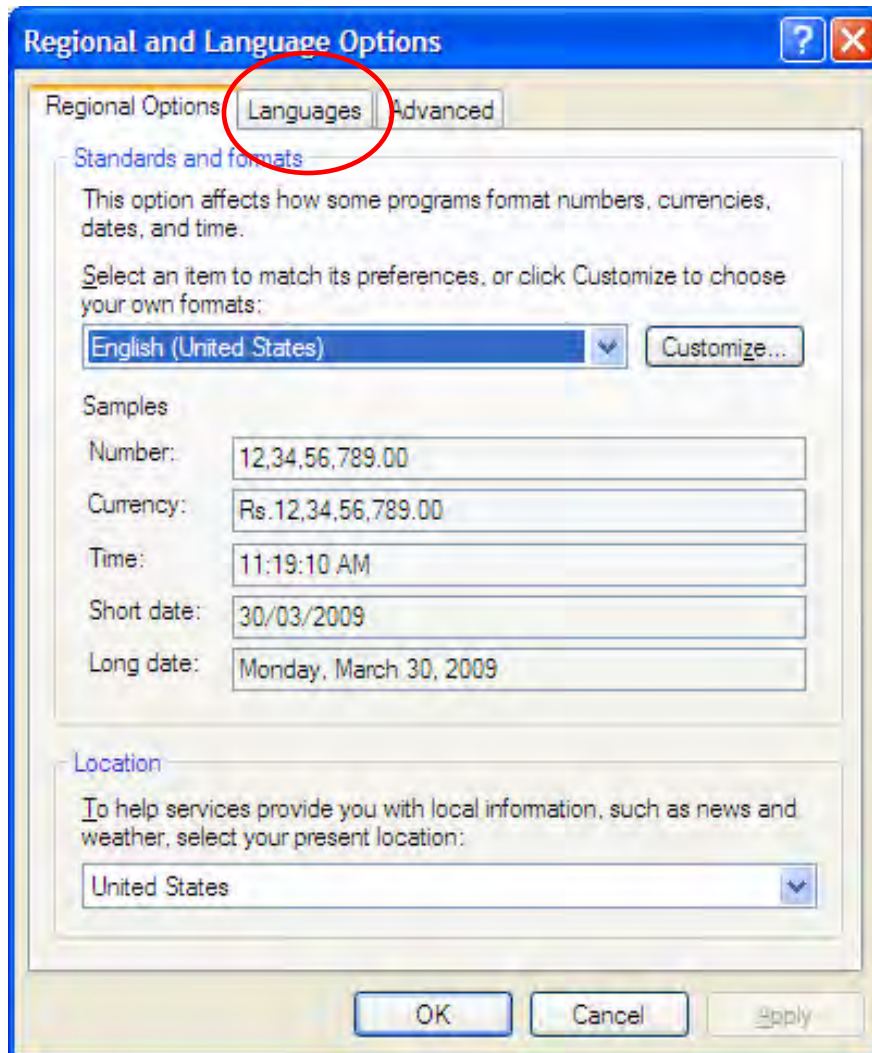 Regional and Language Options
Regional Options Languages Advanced
Standards and formats
This option affects how some programs format numbers, currencies,
dates, and time.
Select an item to match its preferences, or click Customize to choose
your own formats:
English (United States) Customize...
Samples
Number: 12,34,56,789.00
Currency: Rs.12,34,56,789.00
Time: 11:19:10 AM
Short date: 30/03/2009
Long date: Monday, March 30, 2009
Location
To help services provide you with local information, such as news and
weather, select your present location:
United States
OK Cancel Apply